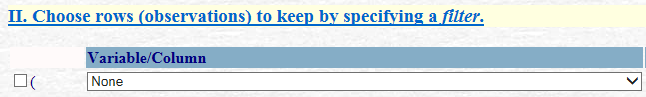 II. Choose rows (observations) to keep by specifying a filter.
Variable/Column
( None